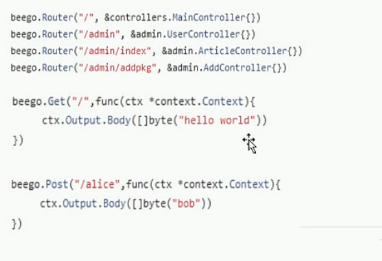 beego.Router("/", &controllers.MainController{})
beego.Router("/admin", &admin.UserController{})
beego.Router("/admin/index", &admin.ArticleController{})
beego.Router("/admin/addpkg", &admin.AddController{})
beego.Get("/",func(ctx *context.Context){
ctx.Output.Body([]byte("hello world"))
})
beego.Post("/alice",func(ctx *context.Context){
ctx.Output.Body([]byte("bob"))
})